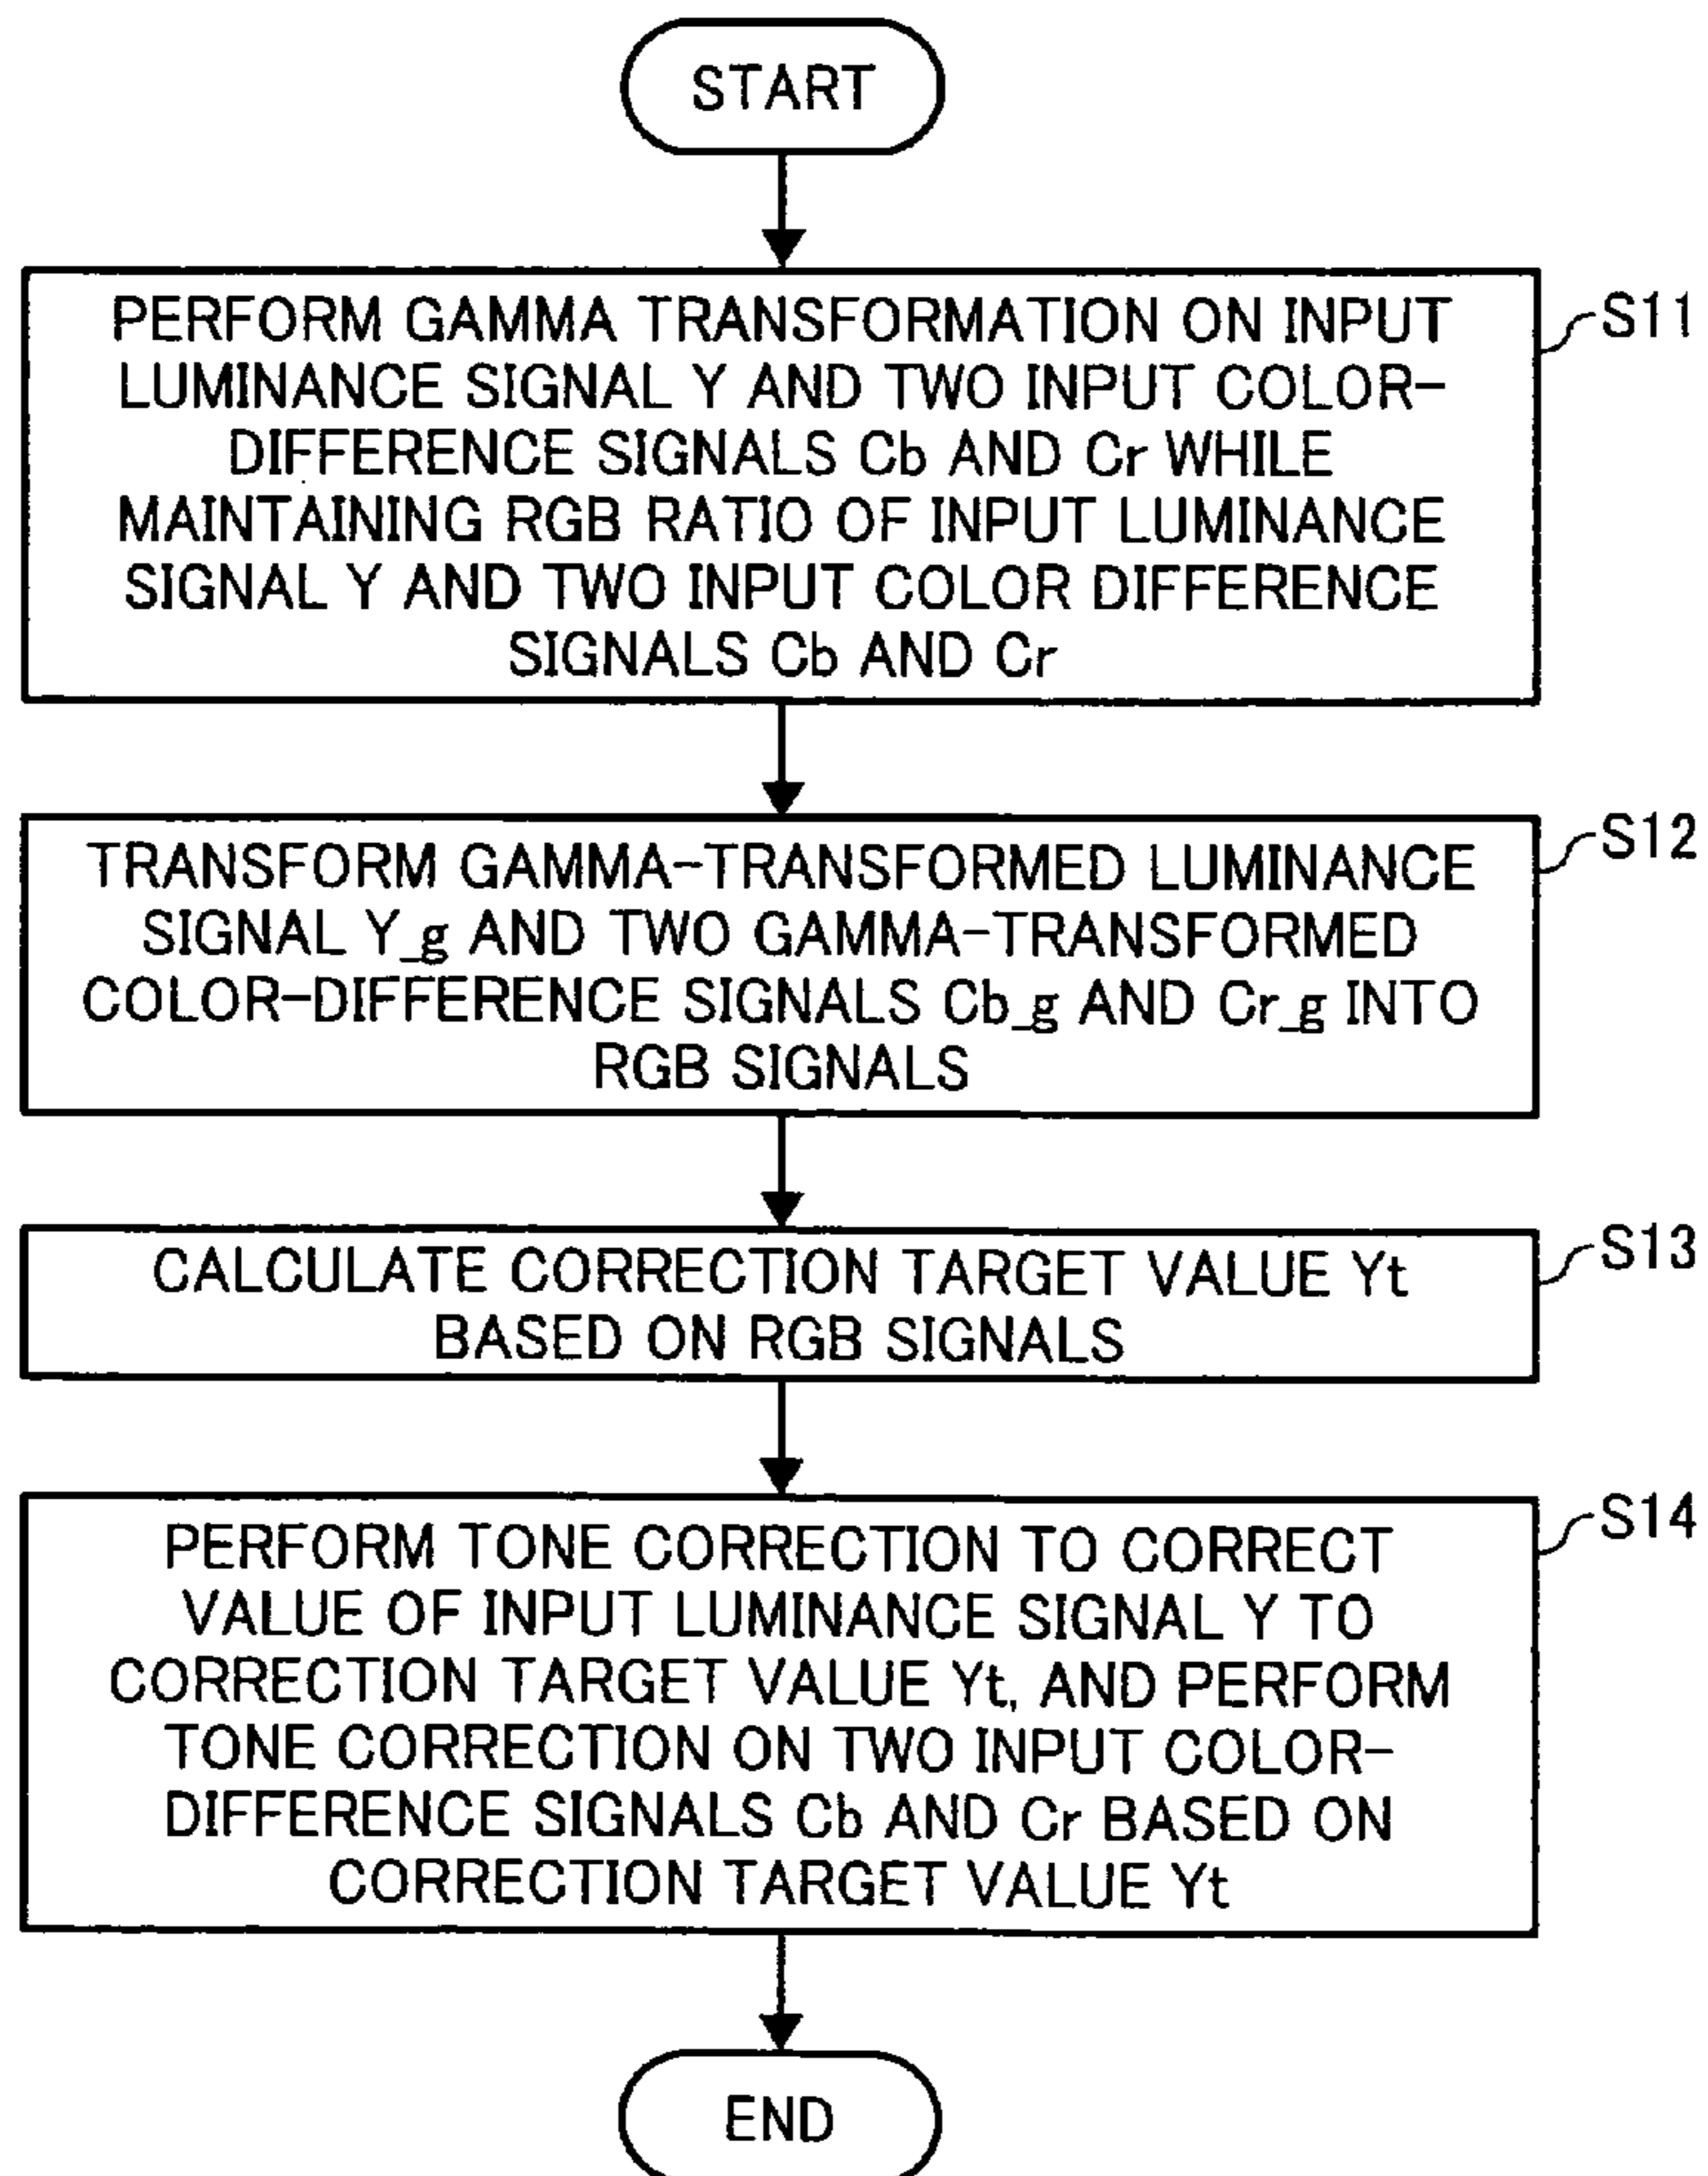 START
PERFORM GAMMA TRANSFORMATION ON INPUT
LUMINANCE SIGNAL Y AND TWO INPUT COLOR-
DIFFERENCE SIGNALS Cb AND Cr WHILE
MAINTAINING RGB RATIO OF INPUT LUMINANCE
SIGNAL Y AND TWO INPUT COLOR DIFFERENCE
SIGNALS Cb AND Cr
S11
TRANSFORM GAMMA-TRANSFORMED LUMINANCE
SIGNAL Y_g AND TWO GAMMA-TRANSFORMED
COLOR-DIFFERENCE SIGNALS Cb_g AND Cr_g INTO
RGB SIGNALS
S12
CALCULATE CORRECTION TARGET VALUE Yt
BASED ON RGB SIGNALS
S13
PERFORM TONE CORRECTION TO CORRECT
VALUE OF INPUT LUMINANCE SIGNAL Y TO
CORRECTION TARGET VALUE Yt, AND PERFORM
TONE CORRECTION ON TWO INPUT COLOR-
DIFFERENCE SIGNALS Cb AND Cr BASED ON
CORRECTION TARGET VALUE Yt
S14
END